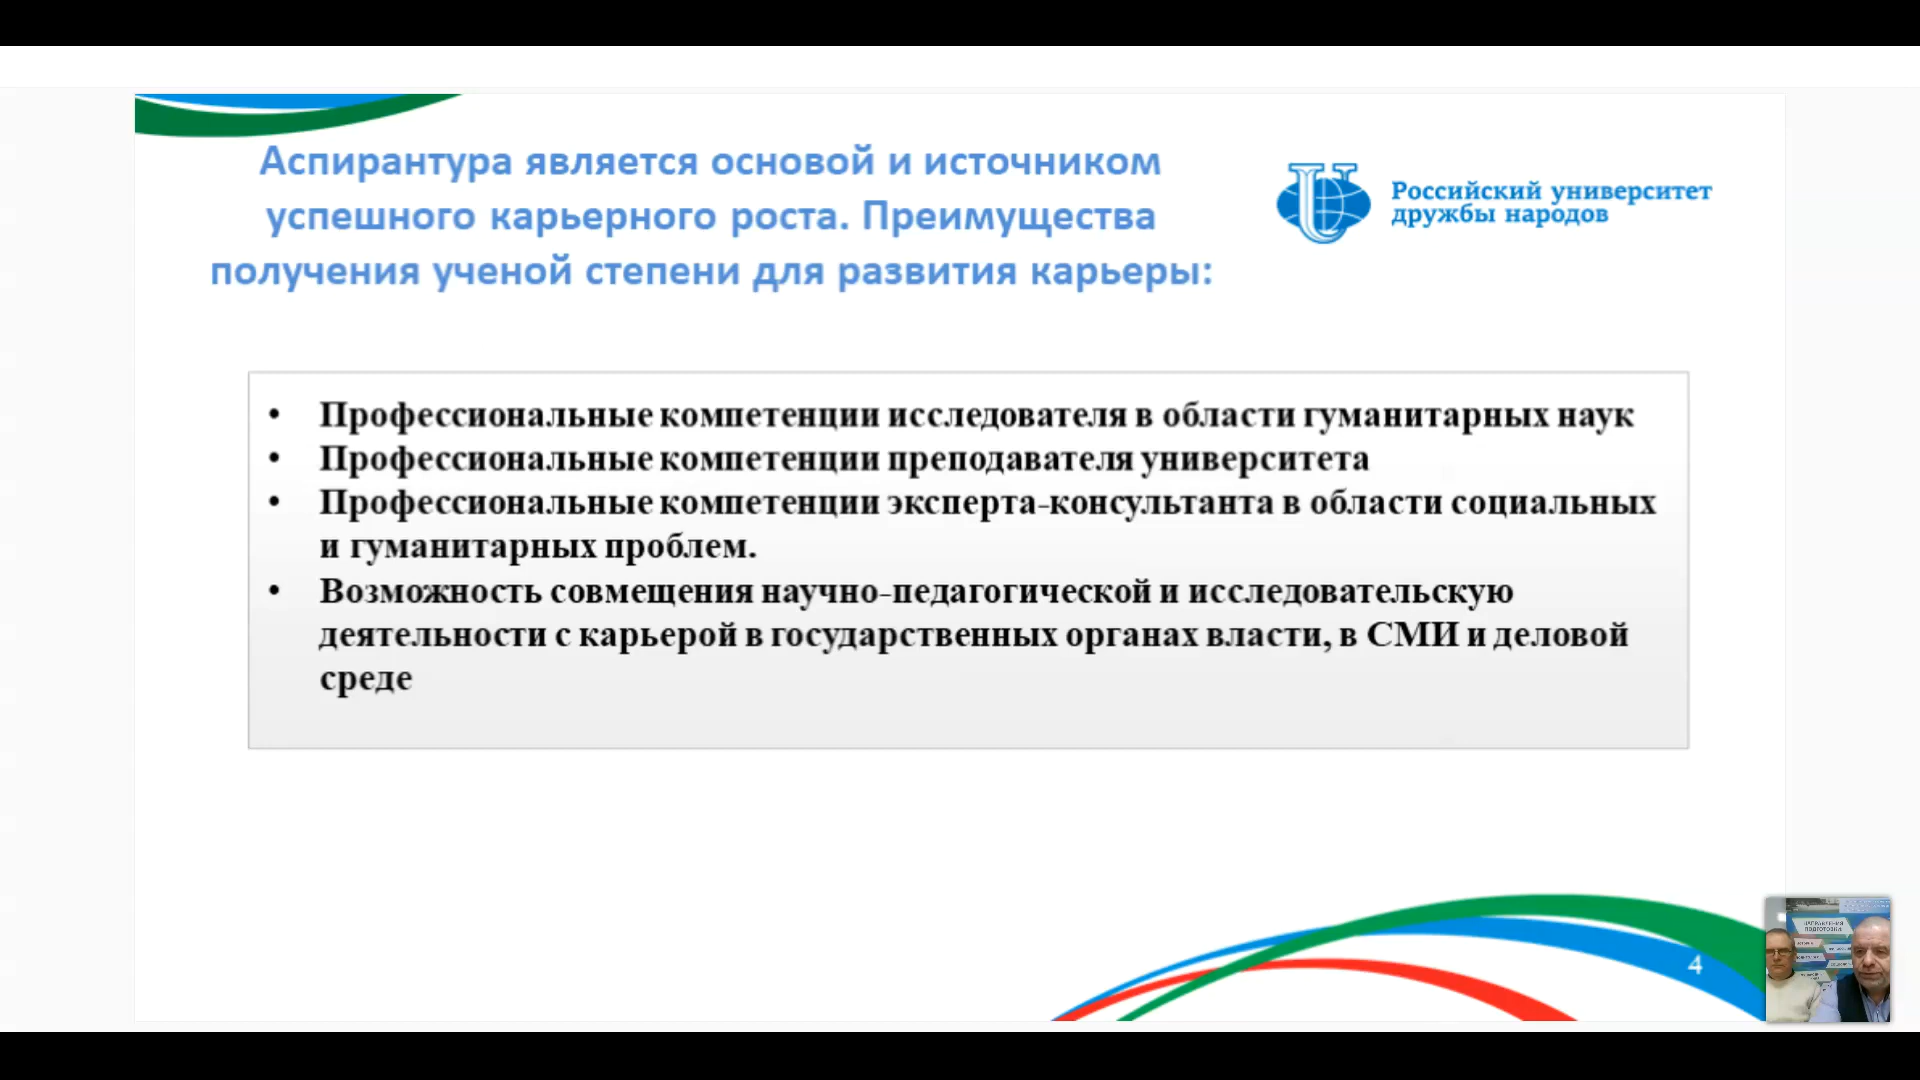 Аспирантура является основой и источником
успешного карьерного роста. Преимущества
получения ученой степени для развития карьеры:
Российский университет
дружбы народов
• Профессиональные компетенции исследователя в области гуманитарных наук
• Профессиональные компетенции преподавателя университета
• Профессиональные компетенции эксперта-консультанта в области социальных
и гуманитарных проблем.
• Возможность совмещения научно-педагогической и исследовательскую
деятельности с карьерой в государственных органах власти, в СМИ и деловой
среде
4
НАПРАВЛЕНИЯ
ПОДГОТОВКИ